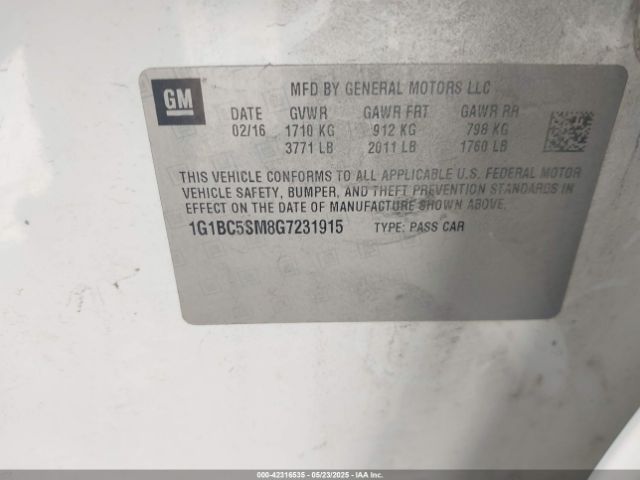 GM
MFD BY GENERAL MOTORS LLC
DATE GVWR GAWR FRT GAWR RR
02/16 1710 KG 912 KG 798 KG
3771 LB 2011 LB 1760 LB
THIS VEHICLE CONFORMS TO ALL APPLICABLE U.S. FEDERAL MOTOR
VEHICLE SAFETY, BUMPER, AND THEFT PREVENTION STANDARDS IN
EFFECT ON THE DATE OF MANUFACTURE SHOWN ABOVE.
1G1BC5SM8G7231915 TYPE: PASS CAR
000-42316535 - 05/23/2025 - IAA, Inc.